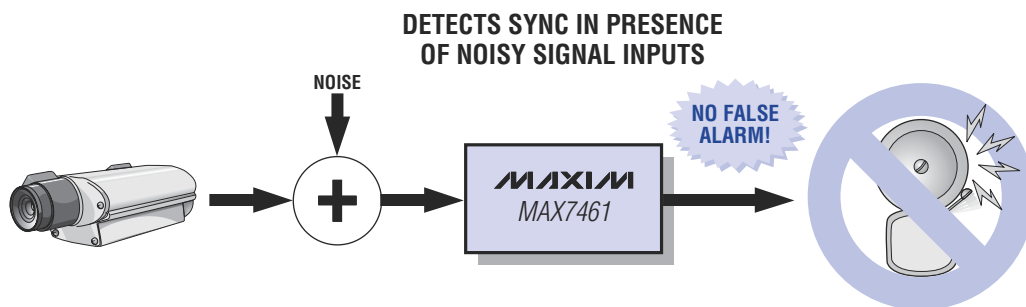 DETECTS SYNC IN PRESENCE
OF NOISY SIGNAL INPUTS
NOISE
NO FALSE
ALARM!
+
MAXIM
MAX7461